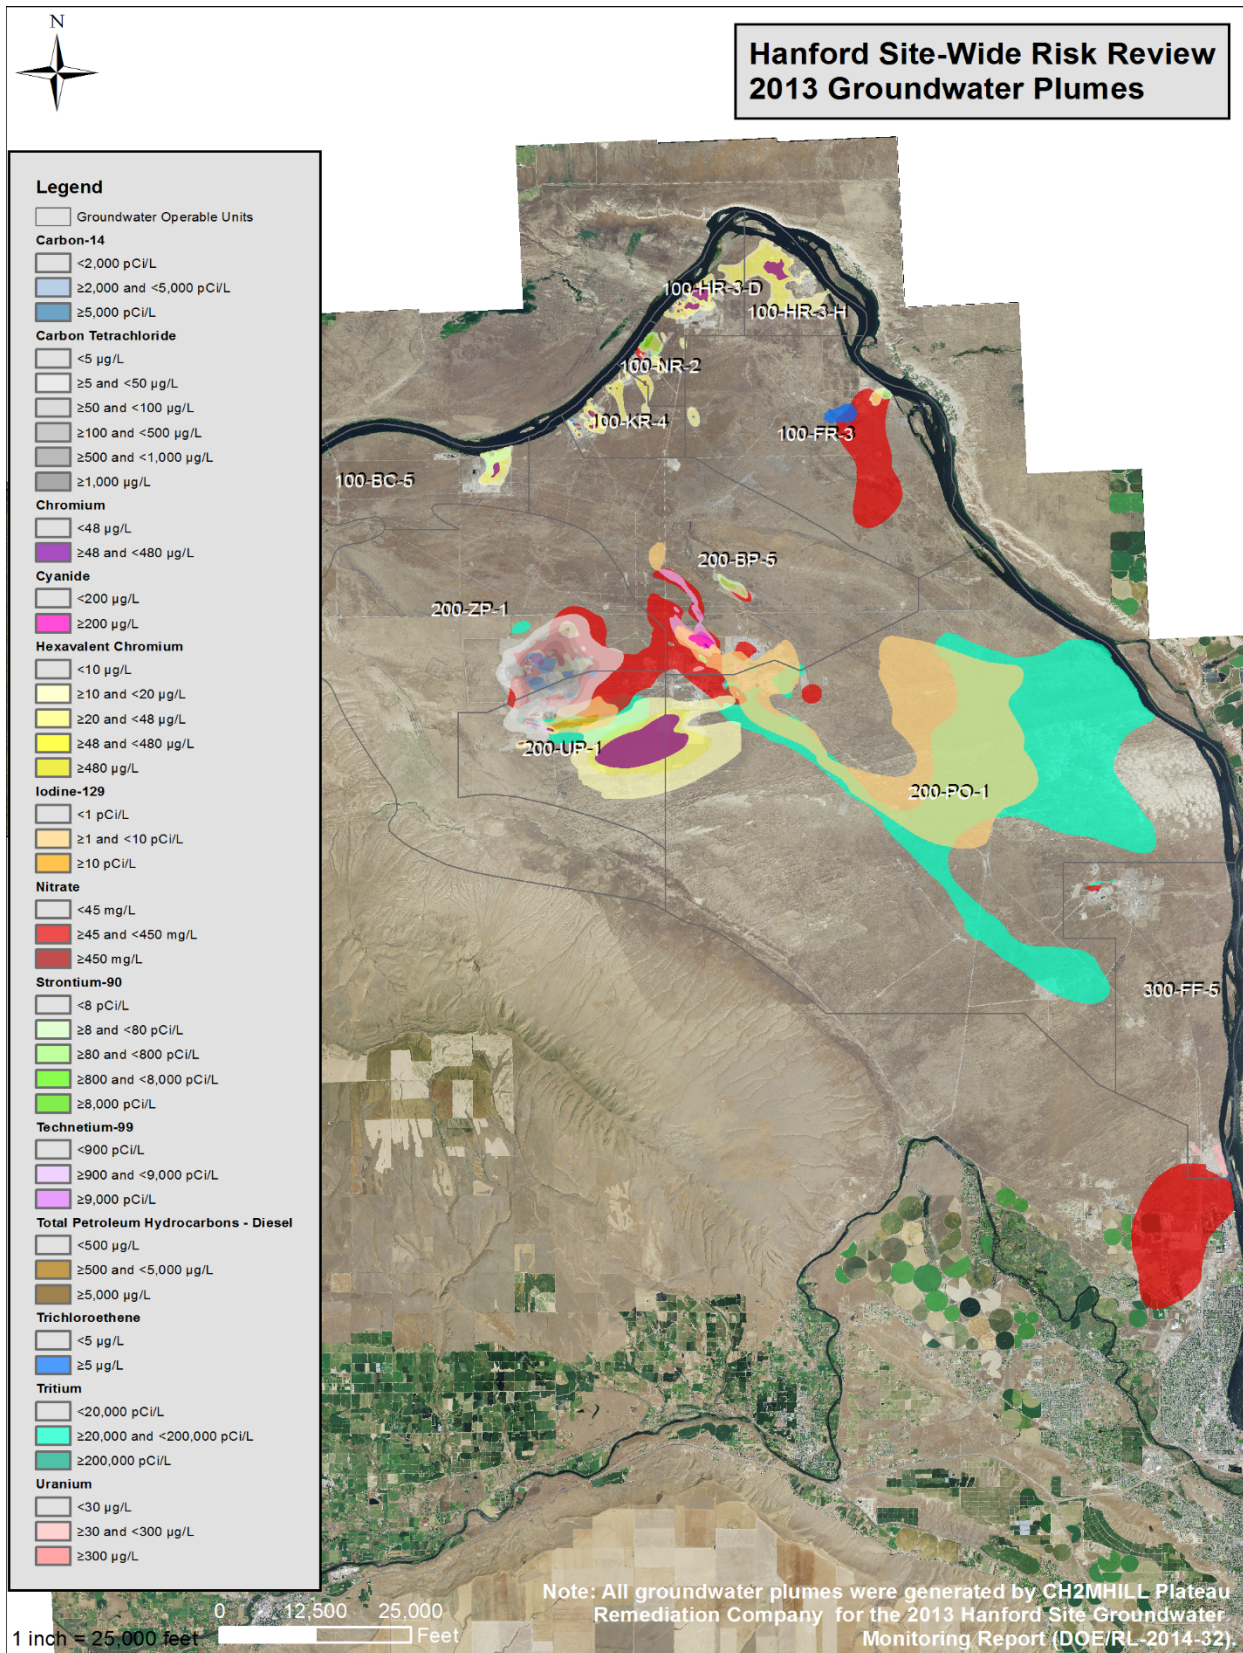 N
Hanford Site-Wide Risk Review
2013 Groundwater Plumes
Legend
Groundwater Operable Units
Carbon-14
<2,000 pCi/L
≥2,000 and <5,000 pCi/L
≥5,000 pCi/L
Carbon Tetrachloride
<5 µg/L
≥5 and <50 µg/L
≥50 and <100 µg/L
≥100 and <500 µg/L
≥500 and <1,000 µg/L
≥1,000 µg/L
Chromium
<48 µg/L
≥48 and <480 µg/L
Cyanide
<200 µg/L
≥200 µg/L
Hexavalent Chromium
<10 µg/L
≥10 and <20 µg/L
≥20 and <48 µg/L
≥48 and <480 µg/L
≥480 µg/L
Iodine-129
<1 pCi/L
≥1 and <10 pCi/L
≥10 pCi/L
Nitrate
<45 mg/L
≥45 and <450 mg/L
≥450 mg/L
Strontium-90
<8 pCi/L
≥8 and <80 pCi/L
≥80 and <800 pCi/L
≥800 and <8,000 pCi/L
≥8,000 pCi/L
Technetium-99
<900 pCi/L
≥900 and <9,000 pCi/L
≥9,000 pCi/L
Total Petroleum Hydrocarbons - Diesel
<500 µg/L
≥500 and <5,000 µg/L
≥5,000 µg/L
Trichloroethene
<5 µg/L
≥5 µg/L
Tritium
<20,000 pCi/L
≥20,000 and <200,000 pCi/L
≥200,000 pCi/L
Uranium
<30 µg/L
≥30 and <300 µg/L
≥300 µg/L
100-HR-3-D
100-HR-3-H
100-NR-2
100-KR-4
100-FR-3
100-BC-5
200-BP-5
200-ZP-1
200-UP-1
200-PO-1
300-FF-5
0 12,500 25,000
Feet
1 inch = 25,000 feet
Note: All groundwater plumes were generated by CH2MHILL Plateau
Remediation Company for the 2013 Hanford Site Groundwater
Monitoring Report (DOE/RL-2014-32).